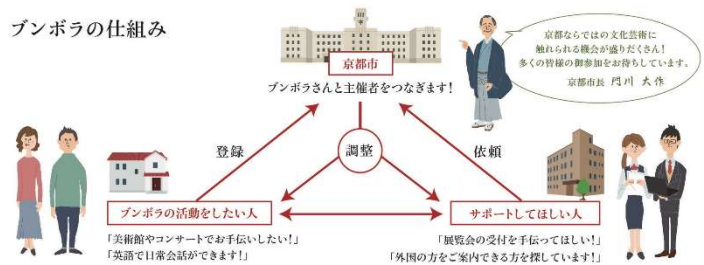 ブンボラの仕組み
京都ならではの文化芸術に
触れられる機会が盛りだくさん!
多くの皆様の御参加をお待ちしています。
京都市長 門川 大作
京都市
ブンボラさんと主催者をつなぎます!
登録
調整
依頼
ブンボラの活動をしたい人
サポートしてほしい人
「美術館やコンサートでお手伝いしたい!」
「英語で日常会話ができます!」
「展覧会の受付を手伝ってほしい!」
「外国の方をご案内できる方を探しています!」